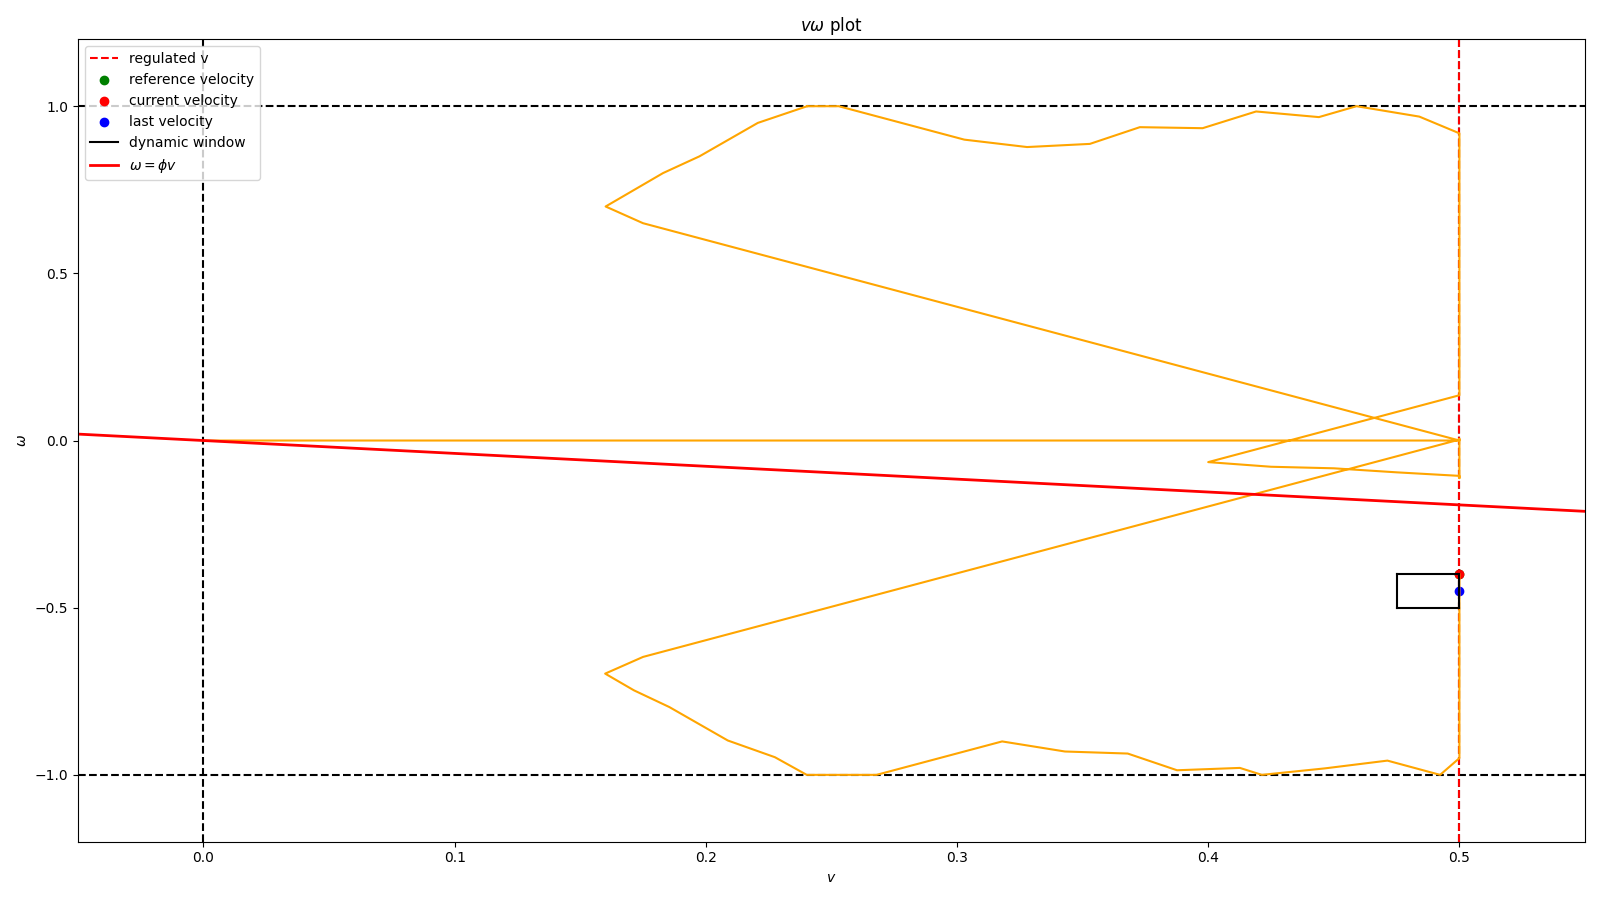 vω plot
regulated v
reference velocity
current velocity
last velocity
dynamic window
ω = ϕv
1.0
0.5
0.0
−0.5
−1.0
ω
0.0 0.1 0.2 0.3 0.4 0.5
v